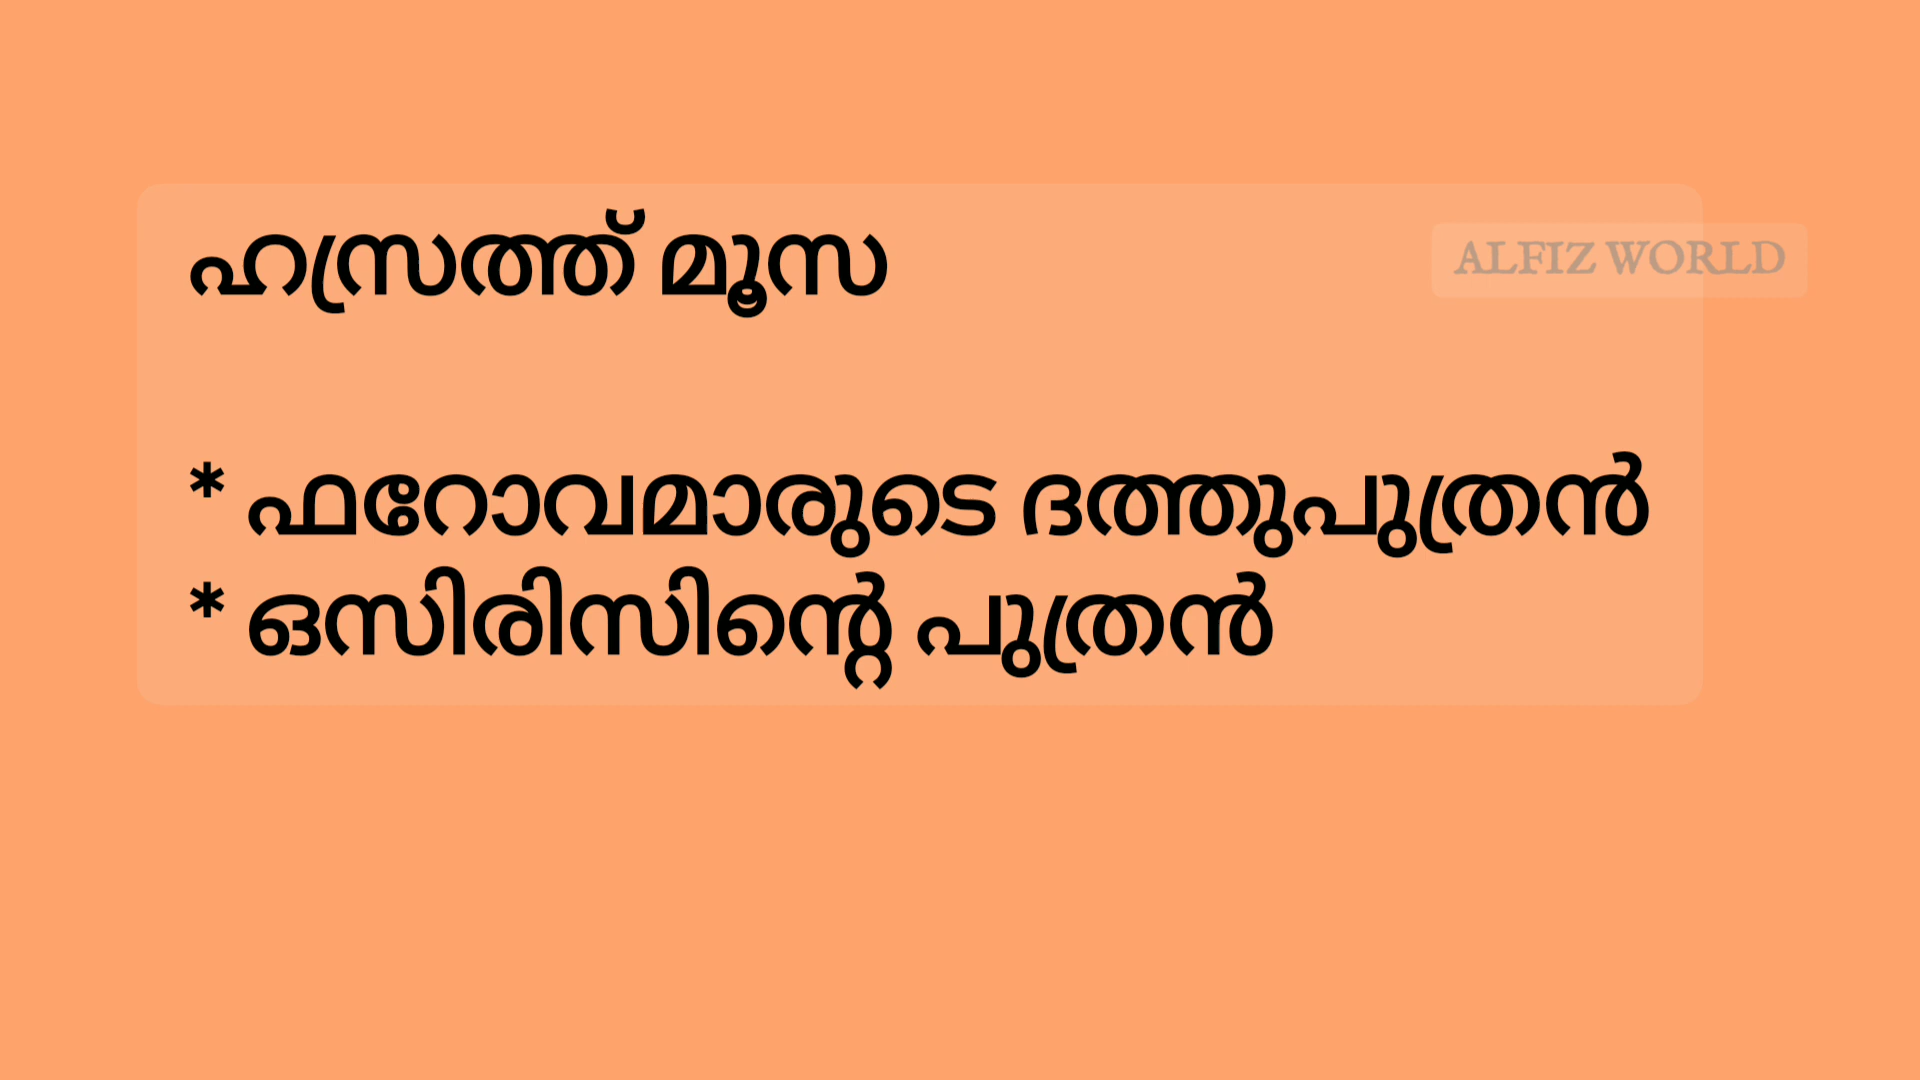 ഹസ്രത്ത് മൂസ
ALFIZ WORLD
* ഫറോവമാരുടെ ദത്തുപുത്രൻ
* ഒസിരിസിന്റെ പുത്രൻ